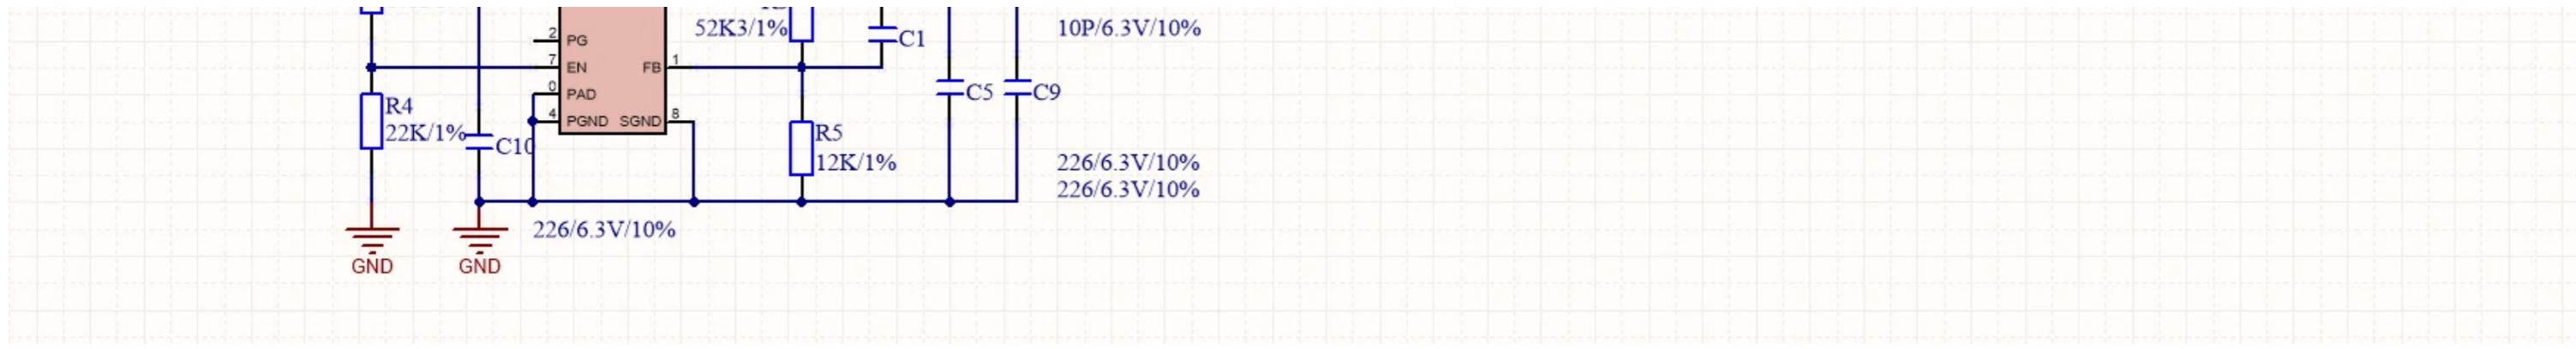 52K3/1%
10P/6.3V/10%
2 PG
C1
7 EN
FB 1
0 PAD
C5
C9
R4
4 PGND
SGND 8
22K/1%
R5
C10
12K/1%
226/6.3V/10%
226/6.3V/10%
226/6.3V/10%
GND
GND